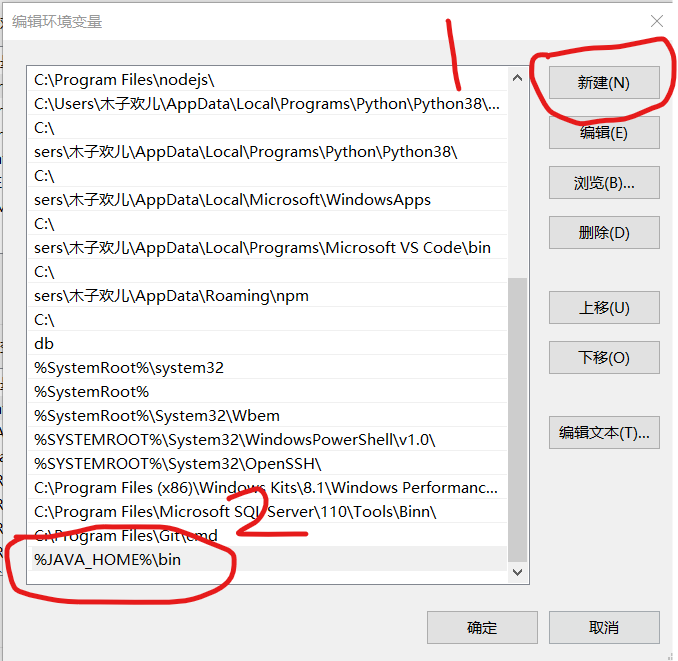 编辑环境变量
1
C:\Program Files\nodejs\
新建(N)
C:\Users\木子欢儿\AppData\Local\Programs\Python\Python38\...
C:\
编辑(E)
sers\木子欢儿\AppData\Local\Programs\Python\Python38\
C:\
浏览(B)...
sers\木子欢儿\AppData\Local\Microsoft\WindowsApps
C:\
删除(D)
sers\木子欢儿\AppData\Local\Programs\Microsoft VS Code\bin
C:\
sers\木子欢儿\AppData\Roaming\npm
上移(U)
C:\
db
下移(O)
%SystemRoot%\system32
%SystemRoot%
%SystemRoot%\System32\Wbem
编辑文本(T)...
%SYSTEMROOT%\System32\WindowsPowerShell\v1.0\
%SYSTEMROOT%\System32\OpenSSH\
C:\Program Files (x86)\Windows Kits\8.1\Windows Performanc...
C:\Program Files\Microsoft SQL Server\110\Tools\Binn\
2
C:\Program Files\Git\cmd
%JAVA_HOME%\bin
确定
取消